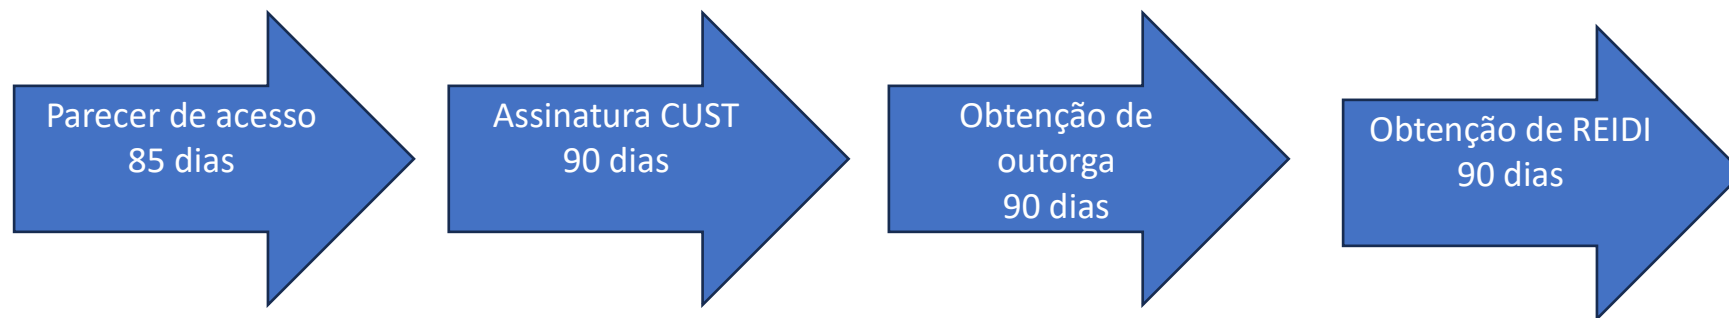 Parecer de acesso
85 dias
Assinatura CUST
90 dias
Obtenção de
outorga
90 dias
Obtenção de REIDI
90 dias